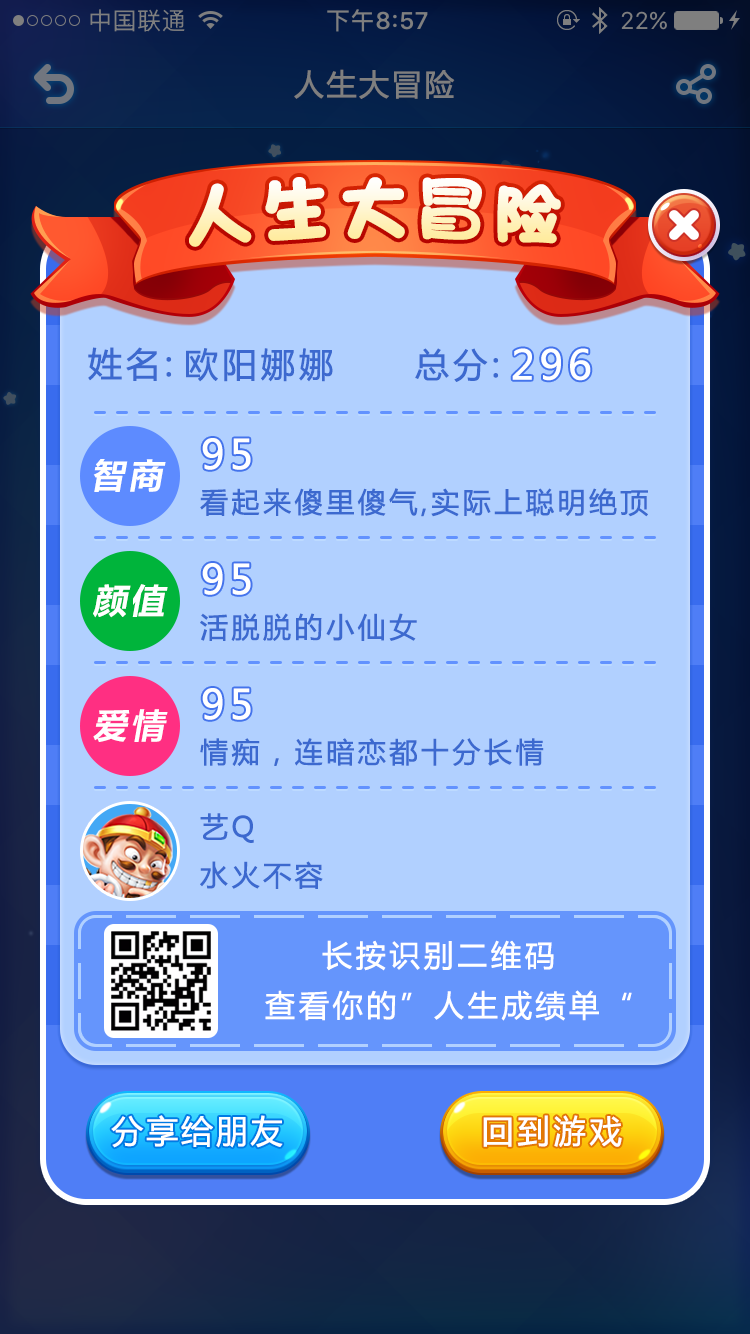 中国联通
下午8:57
22%
人生大冒险
人生大冒险
姓名:欧阳娜娜
总分:296
智商
95
看起来傻里傻气,实际上聪明绝顶
颜值
95
活脱脱的小仙女
爱情
95
情痴，连暗恋都十分长情
艺Q
水火不容
长按识别二维码
查看你的”人生成绩单“
分享给朋友
回到游戏